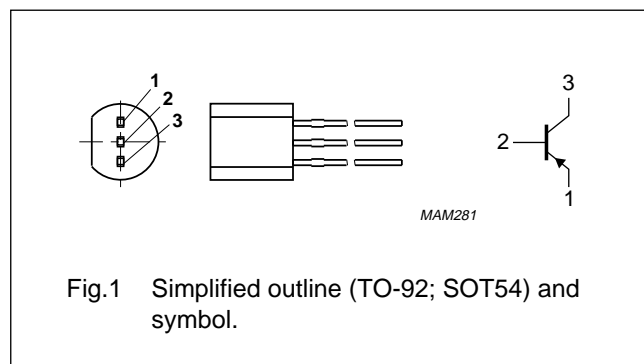 1
2
3
3
2
1
MAM281
Fig.1 Simplified outline (TO-92; SOT54) and
symbol.